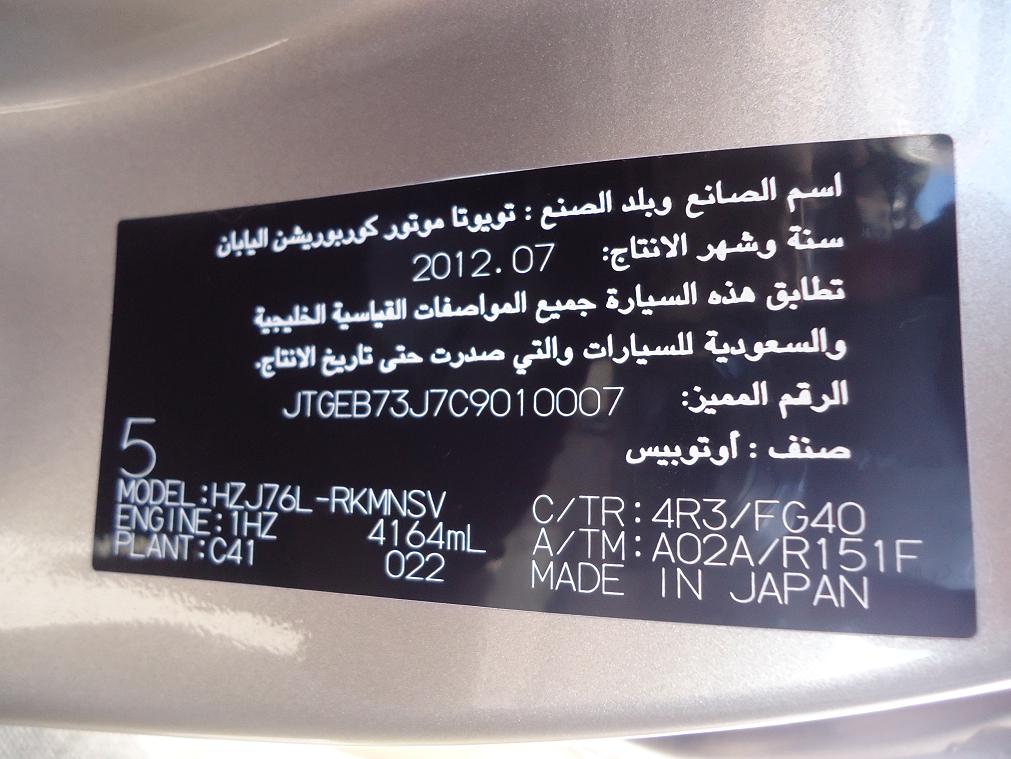 اسم الصانع وبلد الصنع : تويوتا موتور كوربوريشن اليابان
سنة وشهر الانتاج: 2012.07
تطابق هذه السيارة جميع المواصفات القياسية الخليجية
والسعودية للسيارات والتي صدرت حتى تاريخ الانتاج.
الرقم المميز: JTGEB73J7C9010007
صنف : أوتوبيس
5
MODEL:HZJ76L-RKMNSV C/TR:4R3/FG40
ENGINE:1HZ 4164mL A/TM:A02A/R151F
PLANT:C41 022 MADE IN JAPAN